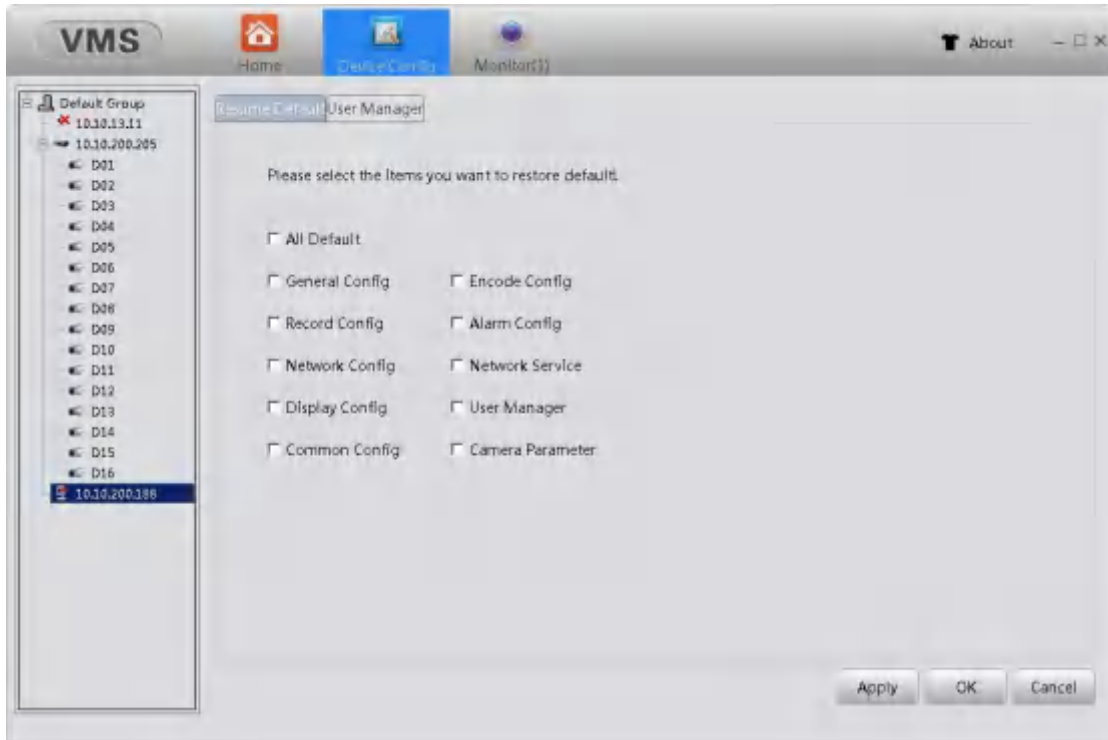 VMS
Home
Device Config
Monitor(1)
About
Default Group
10.10.13.11
10.10.200.205
D01
D02
D03
D04
D05
D06
D07
D08
D09
D10
D11
D12
D13
D14
D15
D16
10.10.200.186
Resume Default User Manager
Please select the items you want to restore default.
All Default
General Config Encode Config
Record Config Alarm Config
Network Config Network Service
Display Config User Manager
Common Config Camera Parameter
Apply OK Cancel